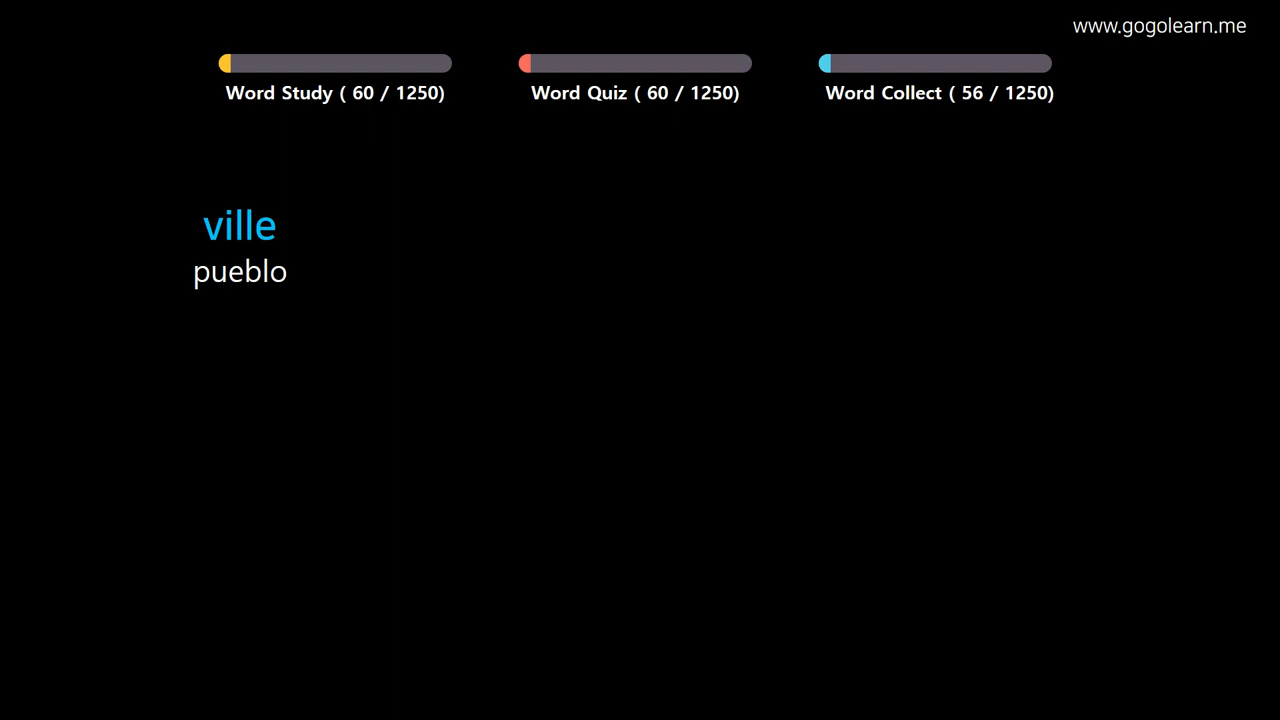 www.gogolearn.me
Word Study ( 60 / 1250)
Word Quiz ( 60 / 1250)
Word Collect ( 56 / 1250)
ville
pueblo